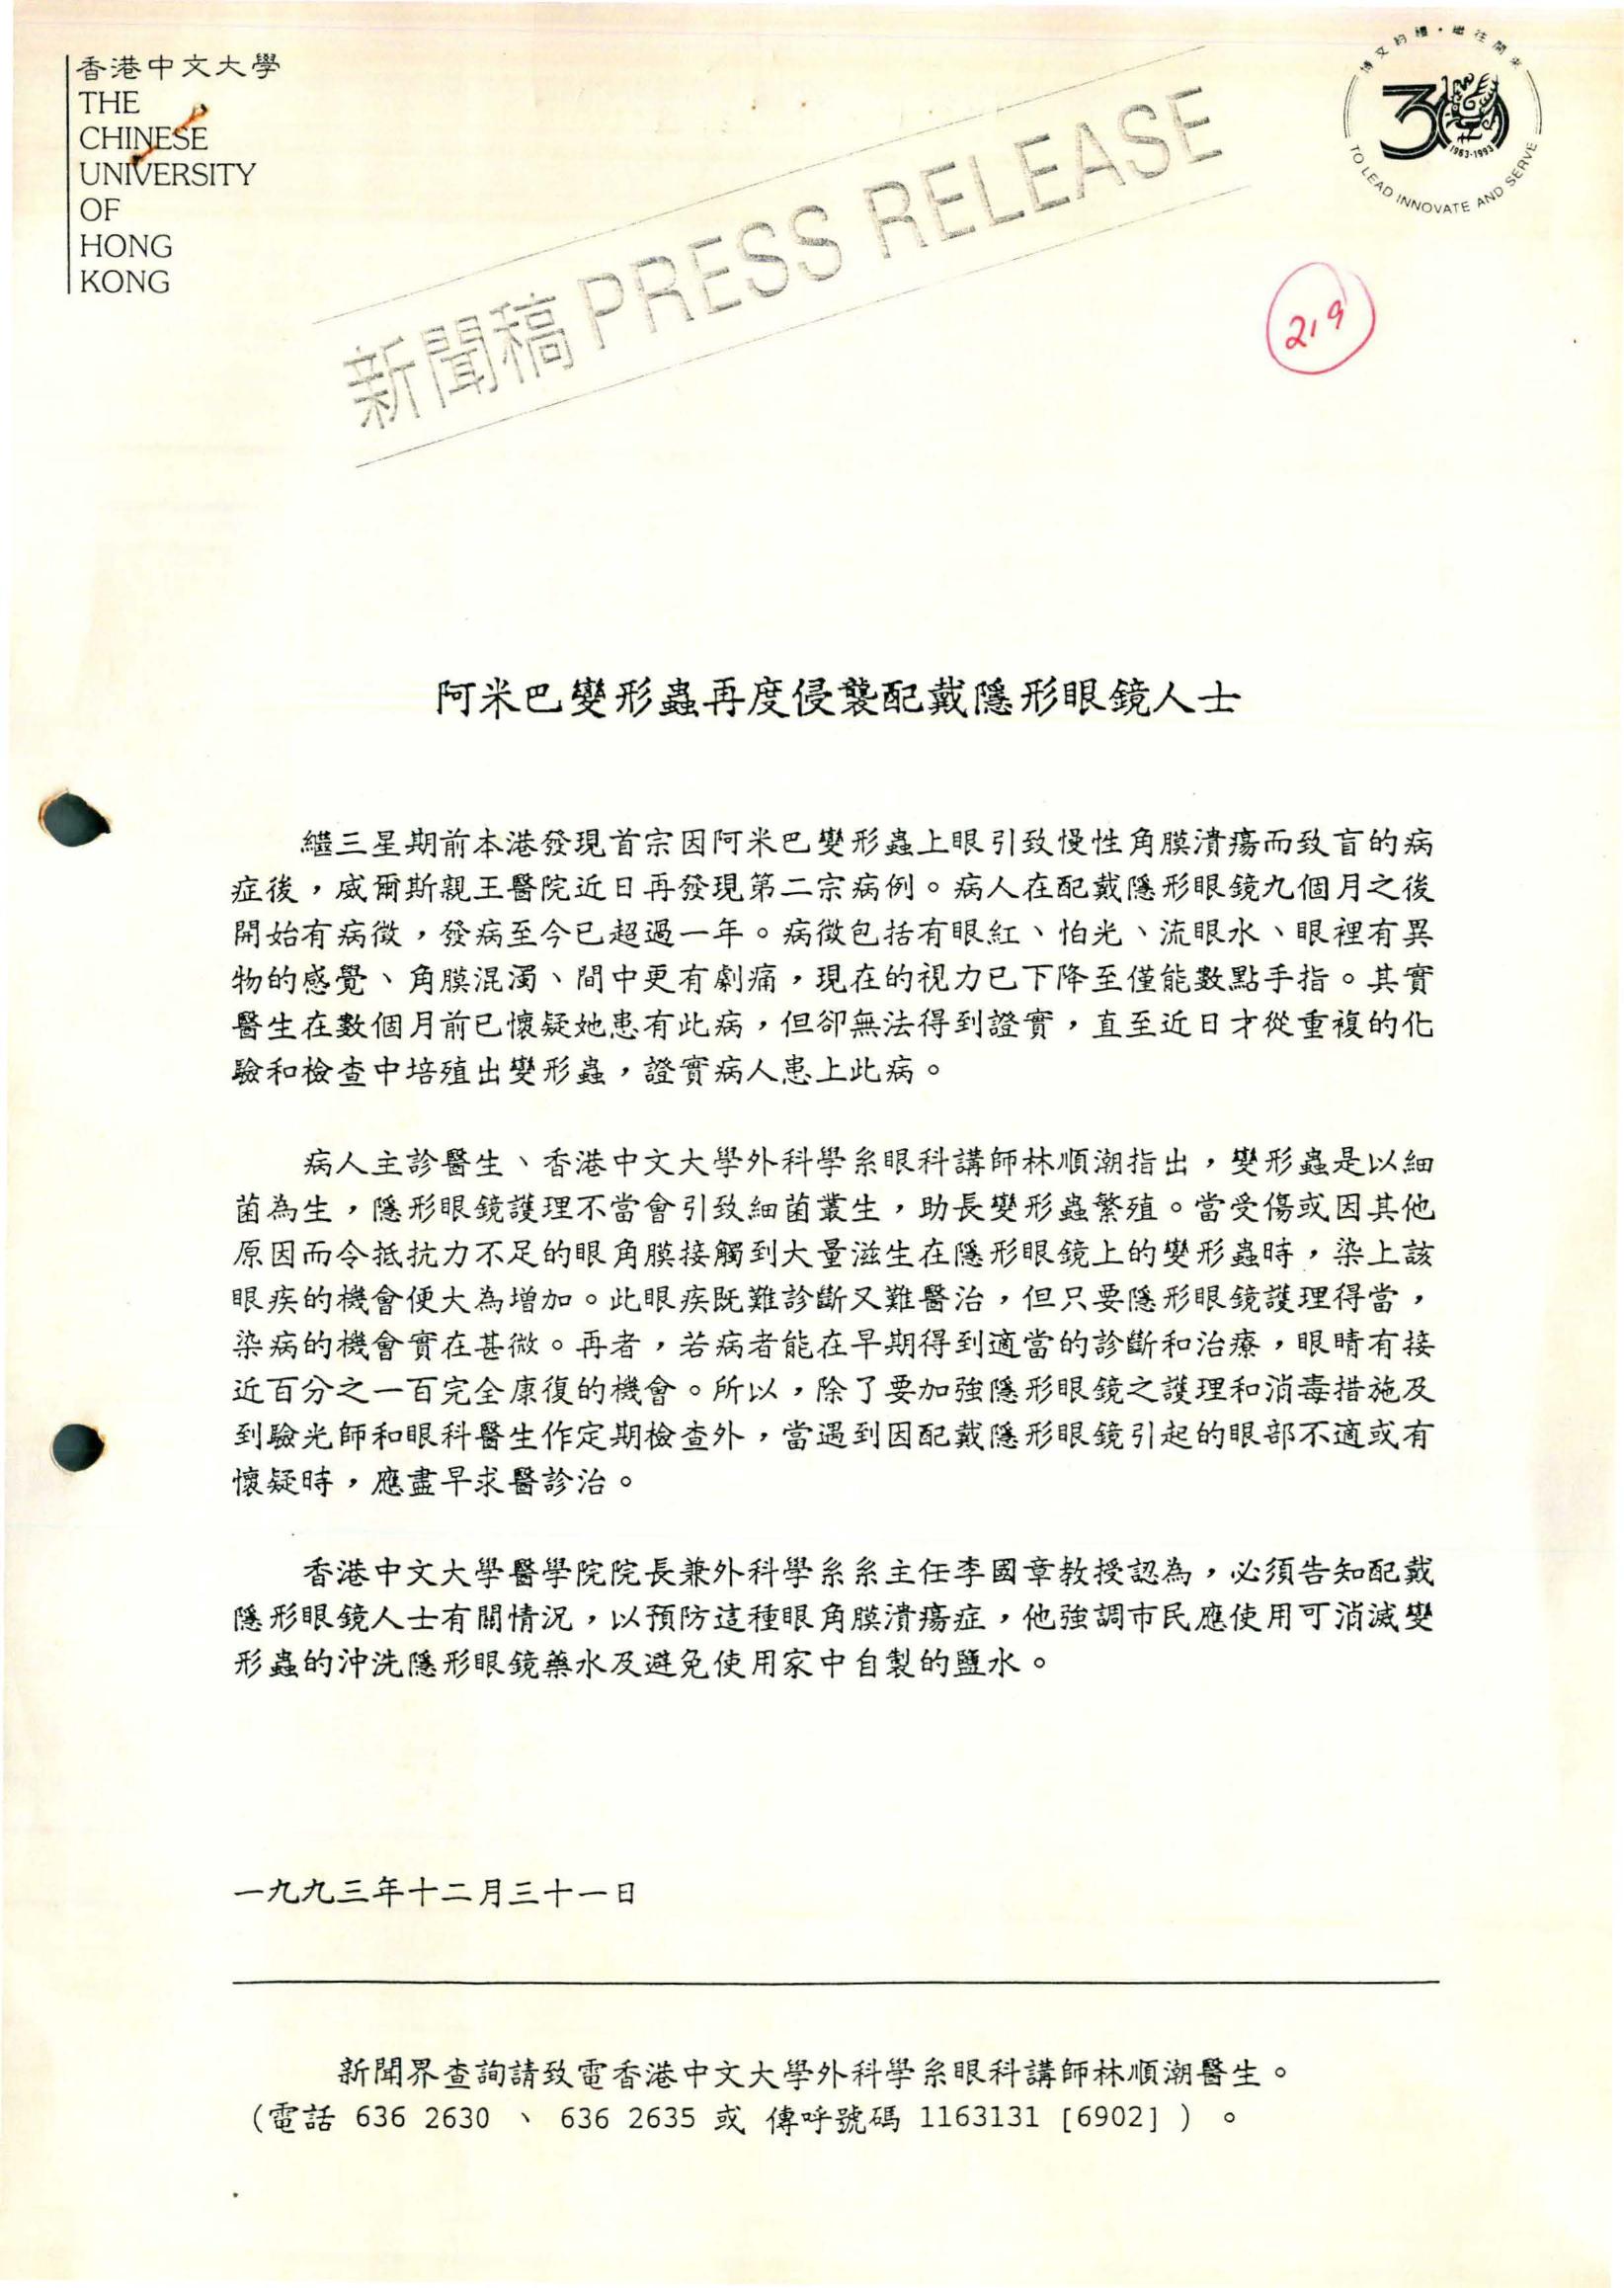 香港中文大學
THE
CHINESE
UNIVERSITY
OF
HONG
KONG
博文約禮·繼往開來
30
1963-1993
TO LEAD INNOVATE AND SERVE
新聞稿 PRESS RELEASE
219
阿米巴變形蟲再度侵襲配戴隱形眼鏡人士
繼三星期前本港發現首宗因阿米巴變形蟲上眼引致慢性角膜潰瘍而致盲的病
症後，威爾斯親王醫院近日再發現第二宗病例。病人在配戴隱形眼鏡九個月之後
開始有病徵，發病至今已超過一年。病徵包括有眼紅、怕光、流眼水、眼裡有異
物的感覺、角膜混濁、間中更有劇痛，現在的視力已下降至僅能數點手指。其實
醫生在數個月前已懷疑她患有此病，但卻無法得到證實，直至近日才從重複的化
驗和檢查中培殖出變形蟲，證實病人患上此病。
病人主診醫生、香港中文大學外科學系眼科講師林順潮指出，變形蟲是以細
菌為生，隱形眼鏡護理不當會引致細菌叢生，助長變形蟲繁殖。當受傷或因其他
原因而令抵抗力不足的眼角膜接觸到大量滋生在隱形眼鏡上的變形蟲時，染上該
眼疾的機會便大為增加。此眼疾既難診斷又難醫治，但只要隱形眼鏡護理得當，
染病的機會實在甚微。再者，若病者能在早期得到適當的診斷和治療，眼睛有接
近百分之一百完全康復的機會。所以，除了要加強隱形眼鏡之護理和消毒措施及
到驗光師和眼科醫生作定期檢查外，當遇到因配戴隱形眼鏡引起的眼部不適或有
懷疑時，應盡早求醫診治。
香港中文大學醫學院院長兼外科學系系主任李國章教授認為，必須告知配戴
隱形眼鏡人士有關情況，以預防這種眼角膜潰瘍症，他強調市民應使用可消滅變
形蟲的沖洗隱形眼鏡藥水及避免使用家中自製的鹽水。
一九九三年十二月三十一日
新聞界查詢請致電香港中文大學外科學系眼科講師林順潮醫生。
(電話 636 2630 、 636 2635 或 傳呼號碼 1163131 [6902] ) 。